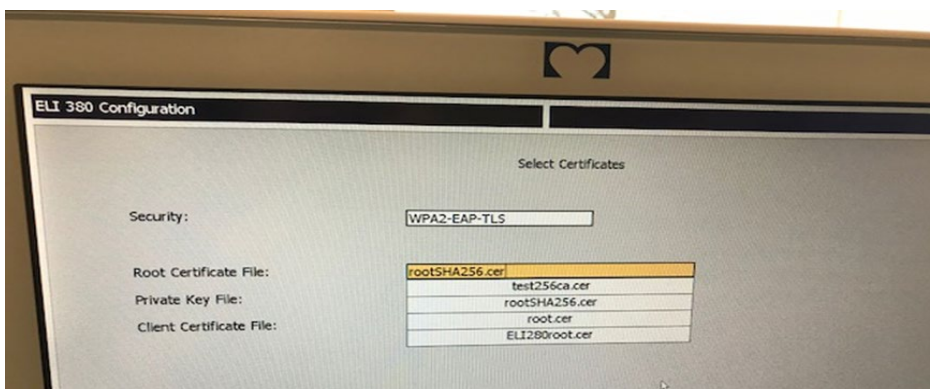 ELI 380 Configuration
Select Certificates
Security: WPA2-EAP-TLS
Root Certificate File: rootSHA256.cer
test256ca.cer
Private Key File: rootSHA256.cer
root.cer
Client Certificate File:
ELI280root.cer